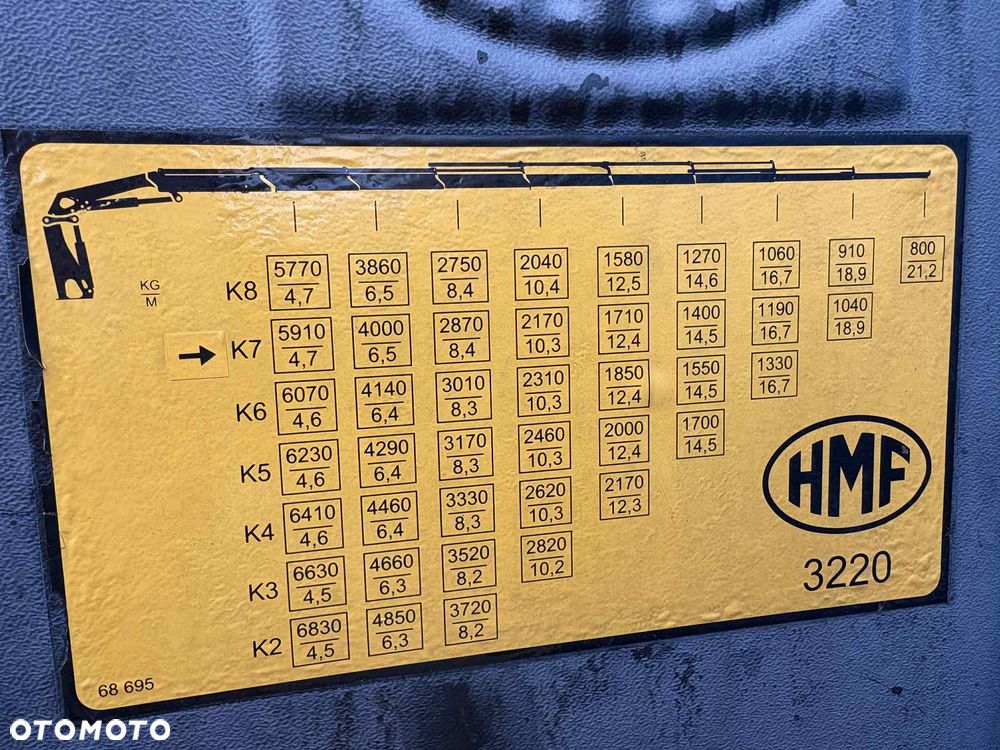 KG
M
K8 5770 3860 2750 2040 1580 1270 1060 910 800
4,7 6,5 8,4 10,4 12,5 14,6 16,7 18,9 21,2
K7 5910 4000 2870 2170 1710 1400 1190 1040
4,7 6,5 8,4 10,3 12,4 14,5 16,7 18,9
K6 6070 4140 3010 2310 1850 1550 1330
4,6 6,4 8,3 10,3 12,4 14,5 16,7
K5 6230 4290 3170 2460 2000 1700
4,6 6,4 8,3 10,3 12,4 14,5
K4 6410 4460 3330 2620 2170
4,6 6,4 8,3 10,3 12,3
K3 6630 4660 3520 2820
4,5 6,3 8,2 10,2
K2 6830 4850 3720
4,5 6,3 8,2
HMF
3220
68 695
OTOMOTO